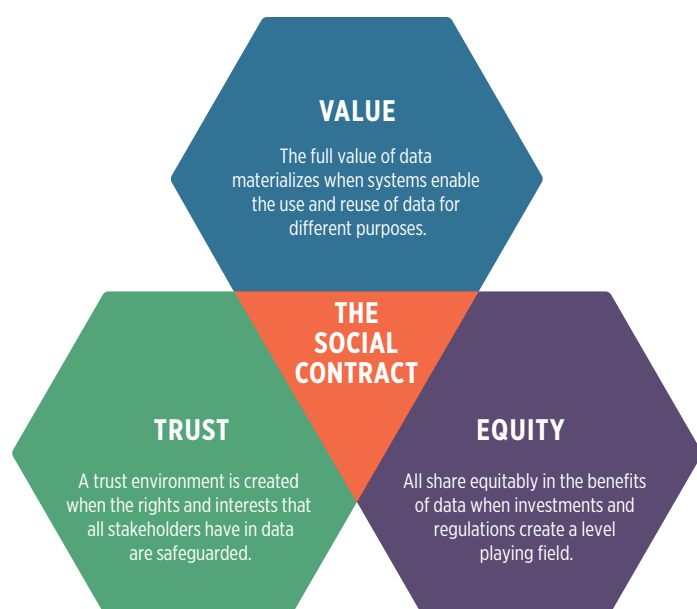 VALUE
The full value of data
materializes when systems enable
the use and reuse of data for
different purposes.
THE
SOCIAL
CONTRACT
TRUST
A trust environment is created
when the rights and interests that
all stakeholders have in data
are safeguarded.
EQUITY
All share equitably in the benefits
of data when investments and
regulations create a level
playing field.